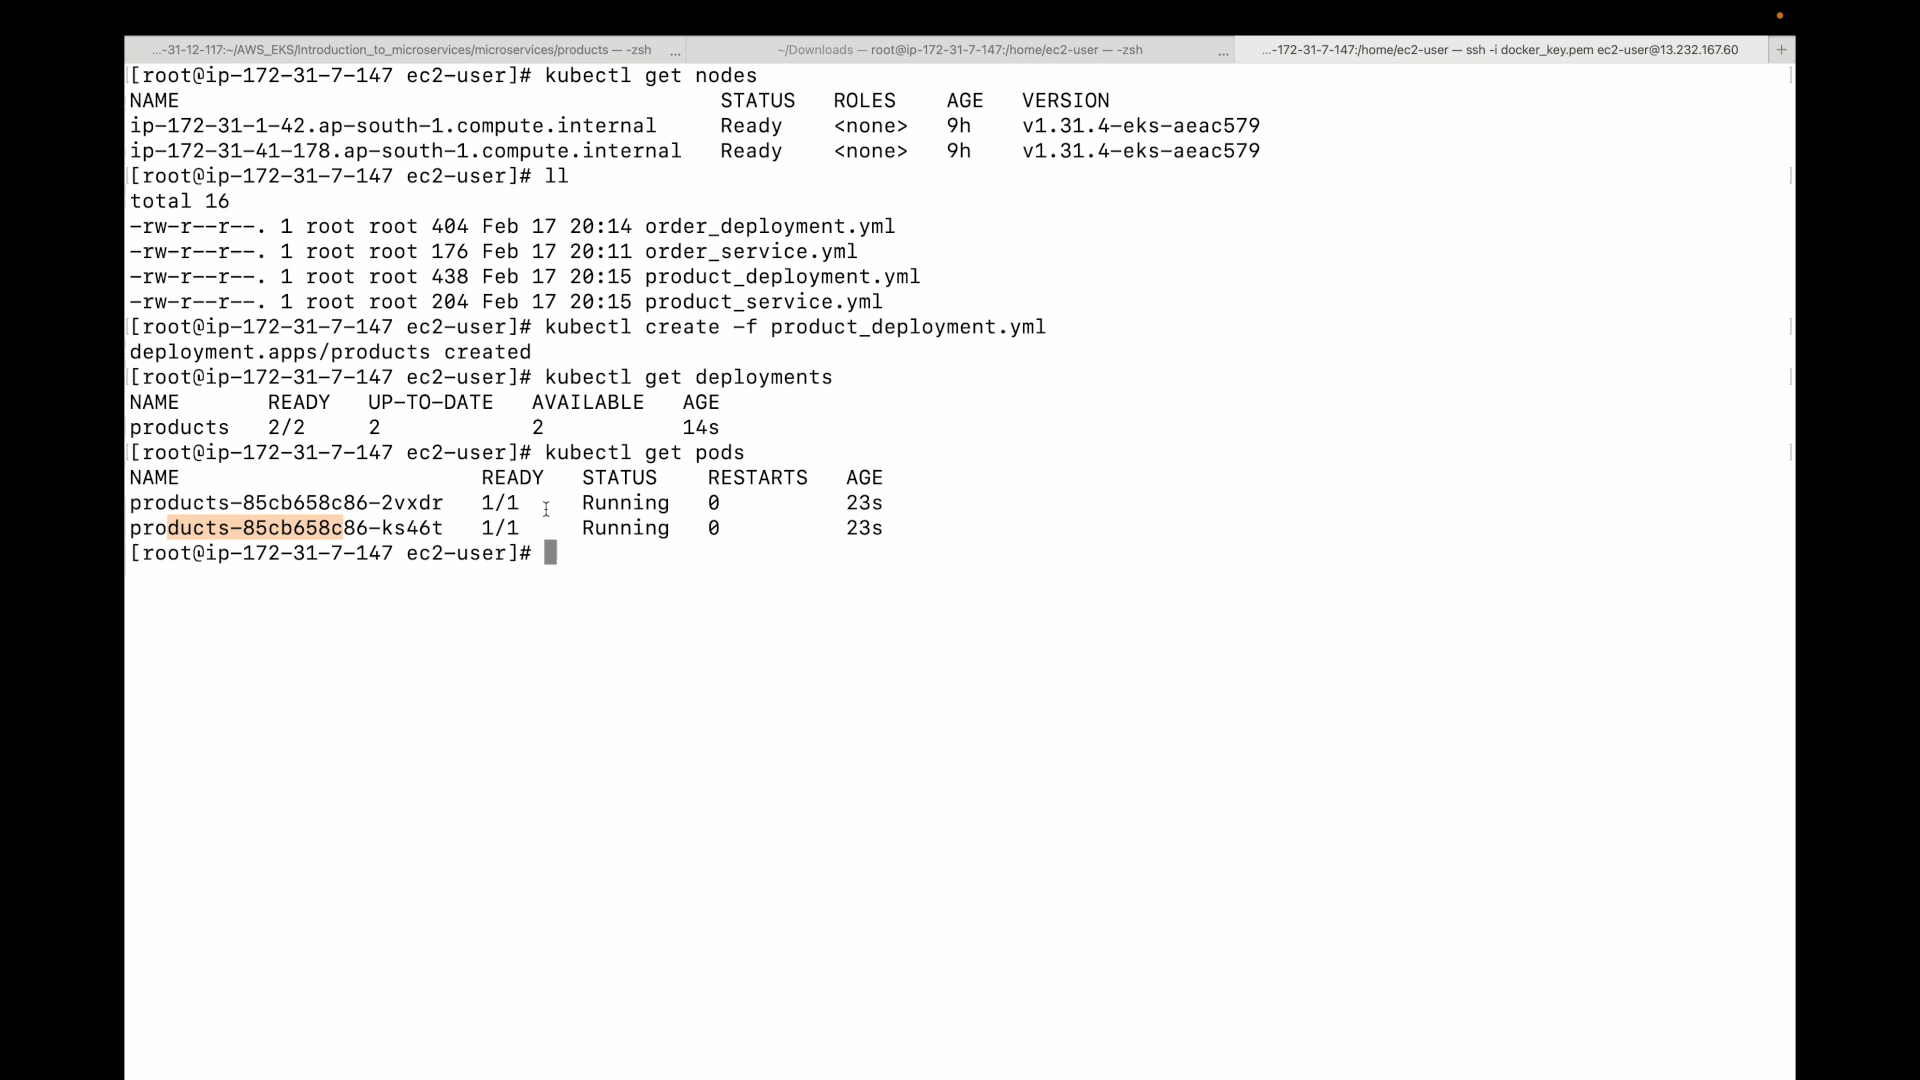 ...-31-12-117:~/AWS_EKS/Introduction_to_microservices/microservices/products — -zsh ... ~/Downloads — root@ip-172-31-7-147:/home/ec2-user — -zsh ... ...-172-31-7-147:/home/ec2-user — ssh -i docker_key.pem ec2-user@13.232.167.60 +
[root@ip-172-31-7-147 ec2-user]# kubectl get nodes
NAME STATUS ROLES AGE VERSION
ip-172-31-1-42.ap-south-1.compute.internal Ready <none> 9h v1.31.4-eks-aeac579
ip-172-31-41-178.ap-south-1.compute.internal Ready <none> 9h v1.31.4-eks-aeac579
[root@ip-172-31-7-147 ec2-user]# ll
total 16
-rw-r--r--. 1 root root 404 Feb 17 20:14 order_deployment.yml
-rw-r--r--. 1 root root 176 Feb 17 20:11 order_service.yml
-rw-r--r--. 1 root root 438 Feb 17 20:15 product_deployment.yml
-rw-r--r--. 1 root root 204 Feb 17 20:15 product_service.yml
[root@ip-172-31-7-147 ec2-user]# kubectl create -f product_deployment.yml
deployment.apps/products created
[root@ip-172-31-7-147 ec2-user]# kubectl get deployments
NAME READY UP-TO-DATE AVAILABLE AGE
products 2/2 2 2 14s
[root@ip-172-31-7-147 ec2-user]# kubectl get pods
NAME READY STATUS RESTARTS AGE
products-85cb658c86-2vxdr 1/1 Running 0 23s
products-85cb658c86-ks46t 1/1 Running 0 23s
[root@ip-172-31-7-147 ec2-user]#